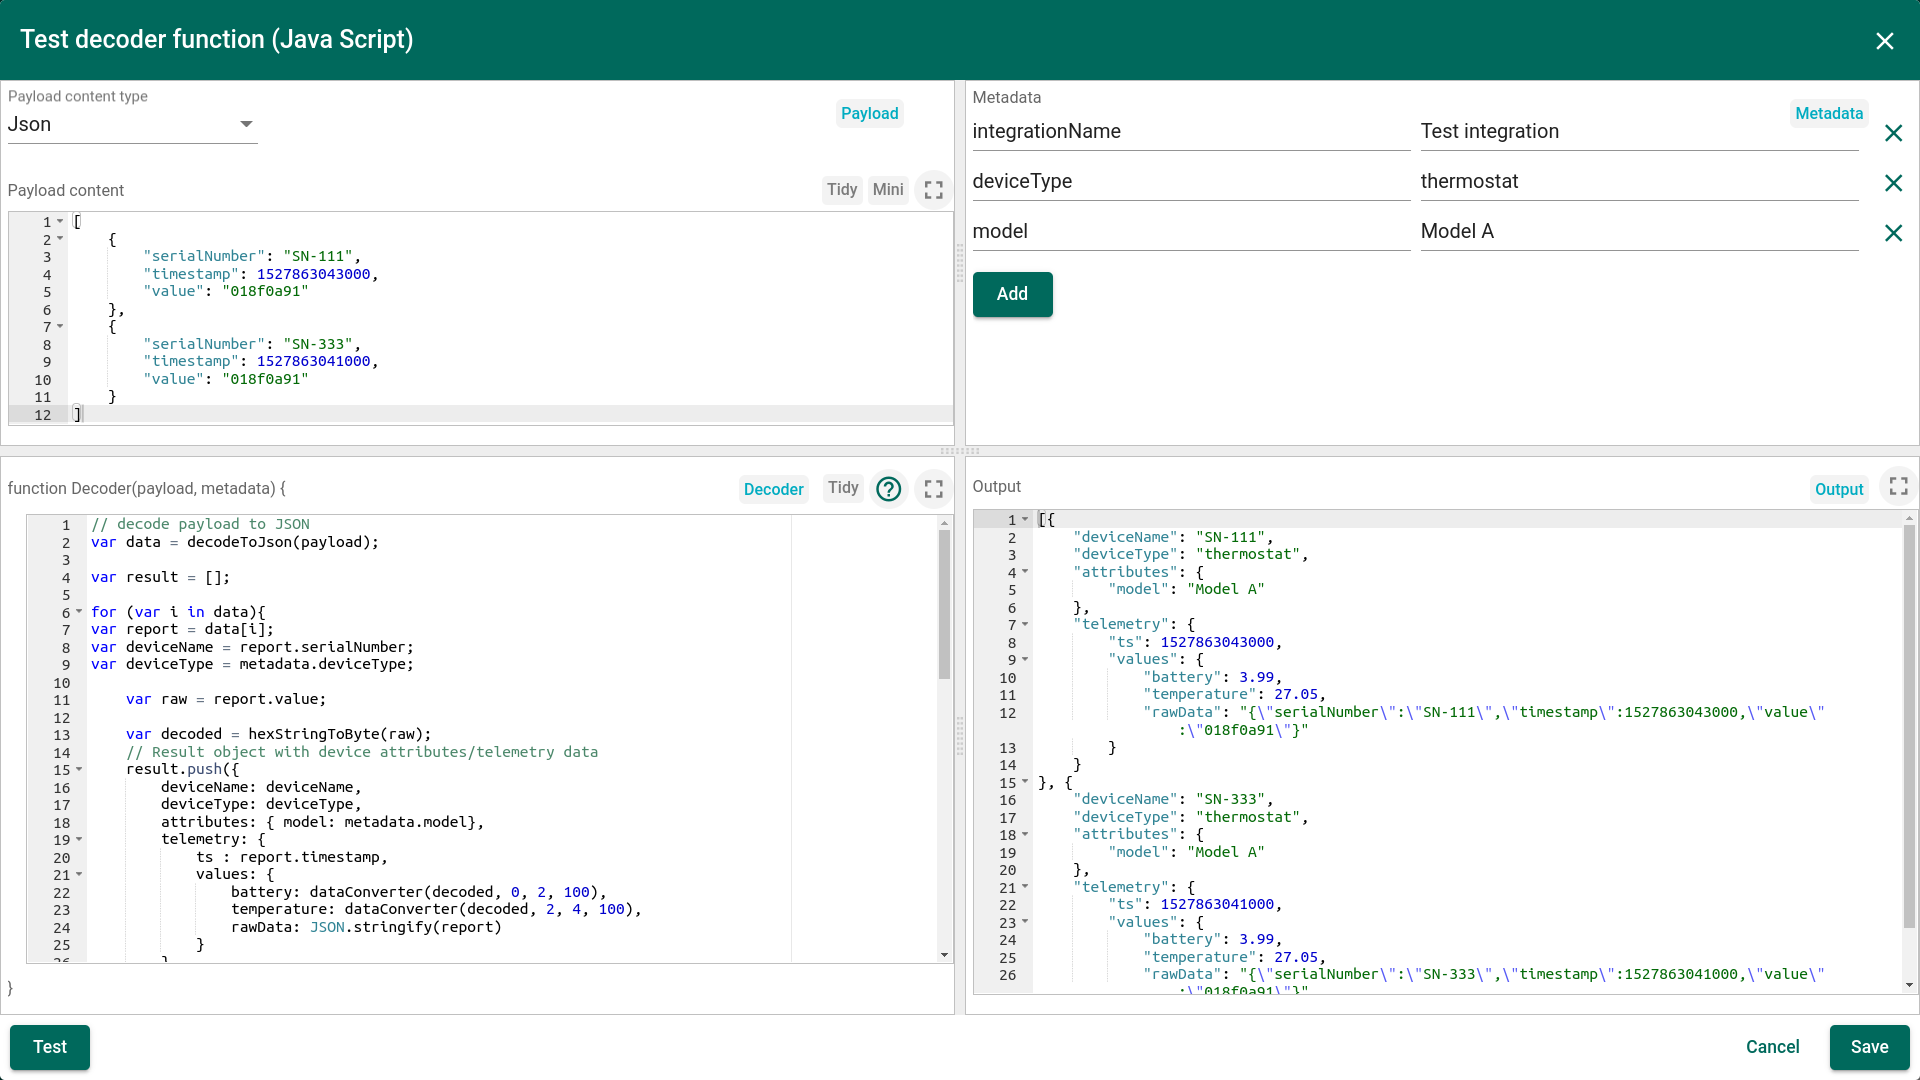 Test decoder function (Java Script)
Payload content type
Json
Payload
Payload content
Tidy
Mini
1 [
2 {
3 "serialNumber": "SN-111",
4 "timestamp": 1527863043000,
5 "value": "018f0a91"
6 },
7 {
8 "serialNumber": "SN-333",
9 "timestamp": 1527863041000,
10 "value": "018f0a91"
11 }
12 ]
Metadata
Metadata
integrationName Test integration
deviceType thermostat
model Model A
Add
function Decoder(payload, metadata) {
Decoder
Tidy
1 // decode payload to JSON
2 var data = decodeToJson(payload);
3
4 var result = [];
5
6 for (var i in data){
7 var report = data[i];
8 var deviceName = report.serialNumber;
9 var deviceType = metadata.deviceType;
10
11 var raw = report.value;
12
13 var decoded = hexStringToByte(raw);
14 // Result object with device attributes/telemetry data
15 result.push({
16 deviceName: deviceName,
17 deviceType: deviceType,
18 attributes: { model: metadata.model},
19 telemetry: {
20 ts : report.timestamp,
21 values: {
22 battery: dataConverter(decoded, 0, 2, 100),
23 temperature: dataConverter(decoded, 2, 4, 100),
24 rawData: JSON.stringify(report)
25 }
26 }
}
Output
Output
1 [{
2 "deviceName": "SN-111",
3 "deviceType": "thermostat",
4 "attributes": {
5 "model": "Model A"
6 },
7 "telemetry": {
8 "ts": 1527863043000,
9 "values": {
10 "battery": 3.99,
11 "temperature": 27.05,
12 "rawData": "{\"serialNumber\":\"SN-111\",\"timestamp\":1527863043000,\"value\"
:\"018f0a91\"}"
13 }
14 }
15 }, {
16 "deviceName": "SN-333",
17 "deviceType": "thermostat",
18 "attributes": {
19 "model": "Model A"
20 },
21 "telemetry": {
22 "ts": 1527863041000,
23 "values": {
24 "battery": 3.99,
25 "temperature": 27.05,
26 "rawData": "{\"serialNumber\":\"SN-333\",\"timestamp\":1527863041000,\"value\"
:\"018f0a91\"}"
Test
Cancel
Save